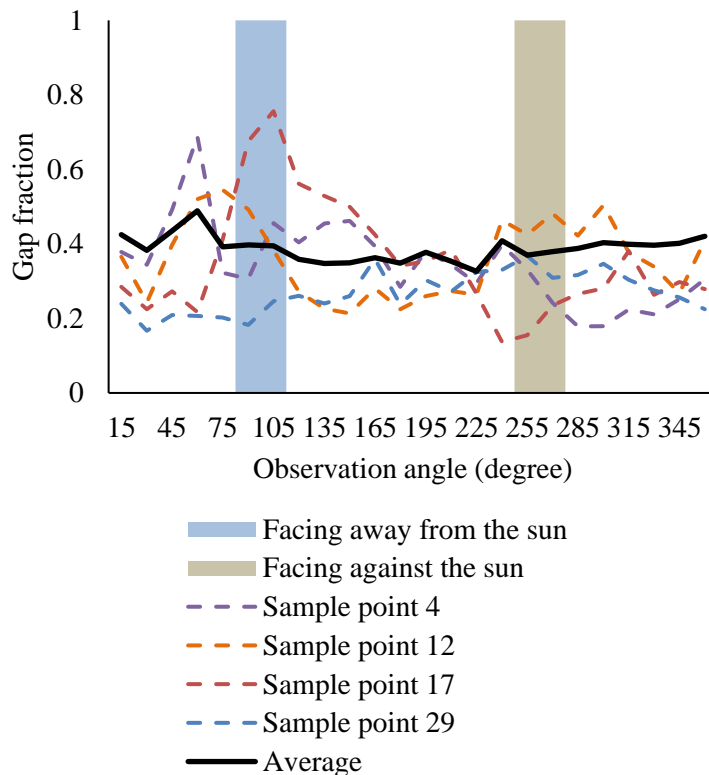 1
0.8
0.6
0.4
0.2
0
Gap fraction
15 45 75 105 135 165 195 225 255 285 315 345
Observation angle (degree)
Facing away from the sun
Facing against the sun
Sample point 4
Sample point 12
Sample point 17
Sample point 29
Average